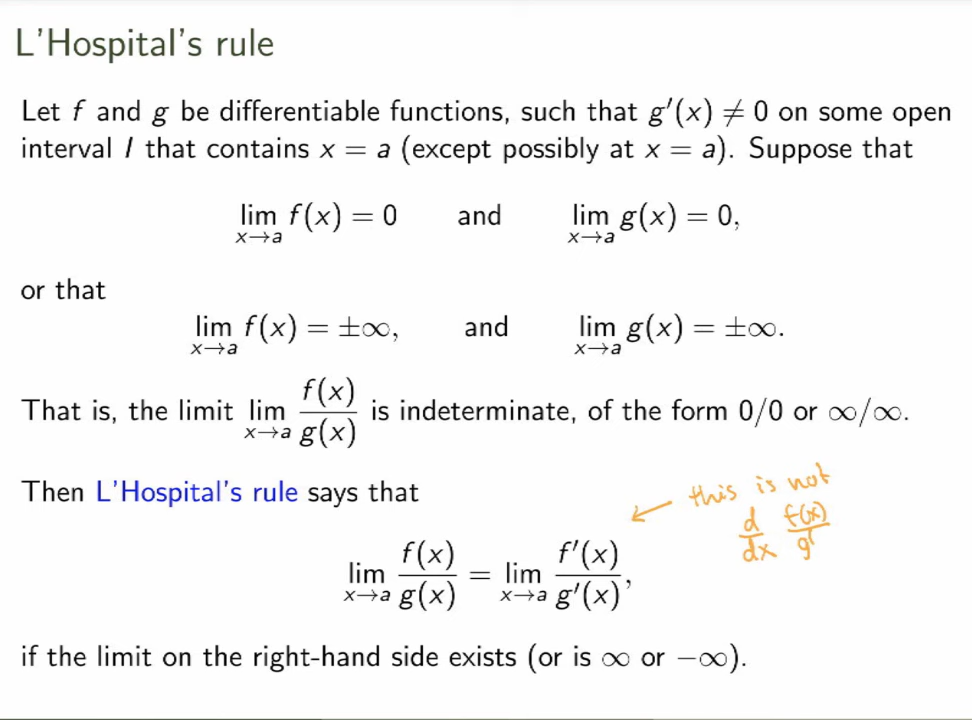 L'Hospital's rule
Let f and g be differentiable functions, such that g′(x) ≠ 0 on some open
interval I that contains x = a (except possibly at x = a). Suppose that
lim x→a f(x) = 0 and lim x→a g(x) = 0,
or that
lim x→a f(x) = ±∞, and lim x→a g(x) = ±∞.
That is, the limit lim x→a f(x)/g(x) is indeterminate, of the form 0/0 or ∞/∞.
Then L'Hospital's rule says that
this is not
d/dx f(x)/g(
lim x→a f(x)/g(x) = lim x→a f′(x)/g′(x),
if the limit on the right-hand side exists (or is ∞ or −∞).